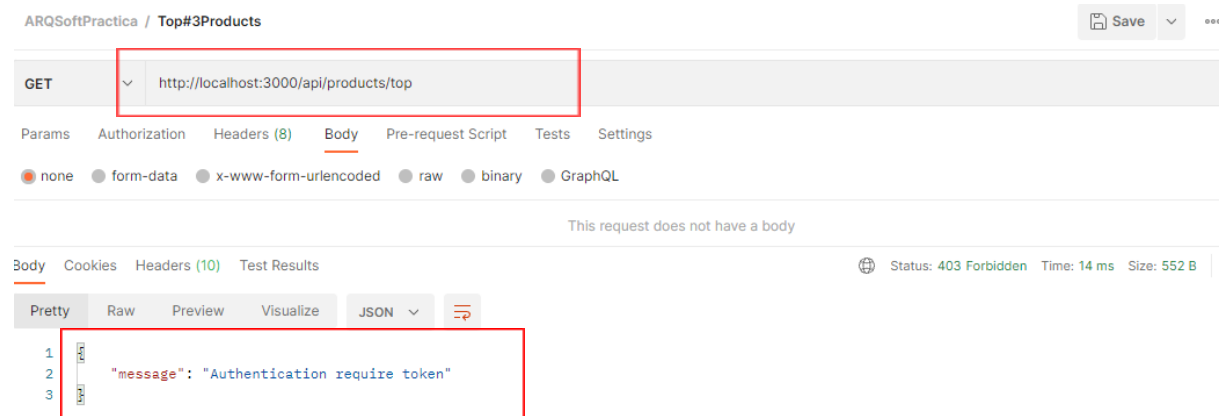 ARQSoftPractica / Top#3Products
Save
GET
http://localhost:3000/api/products/top
Params Authorization Headers (8) Body Pre-request Script Tests Settings
none form-data x-www-form-urlencoded raw binary GraphQL
This request does not have a body
Body Cookies Headers (10) Test Results Status: 403 Forbidden Time: 14 ms Size: 552 B
Pretty Raw Preview Visualize JSON
1 {
2 "message": "Authentication require token"
3 }